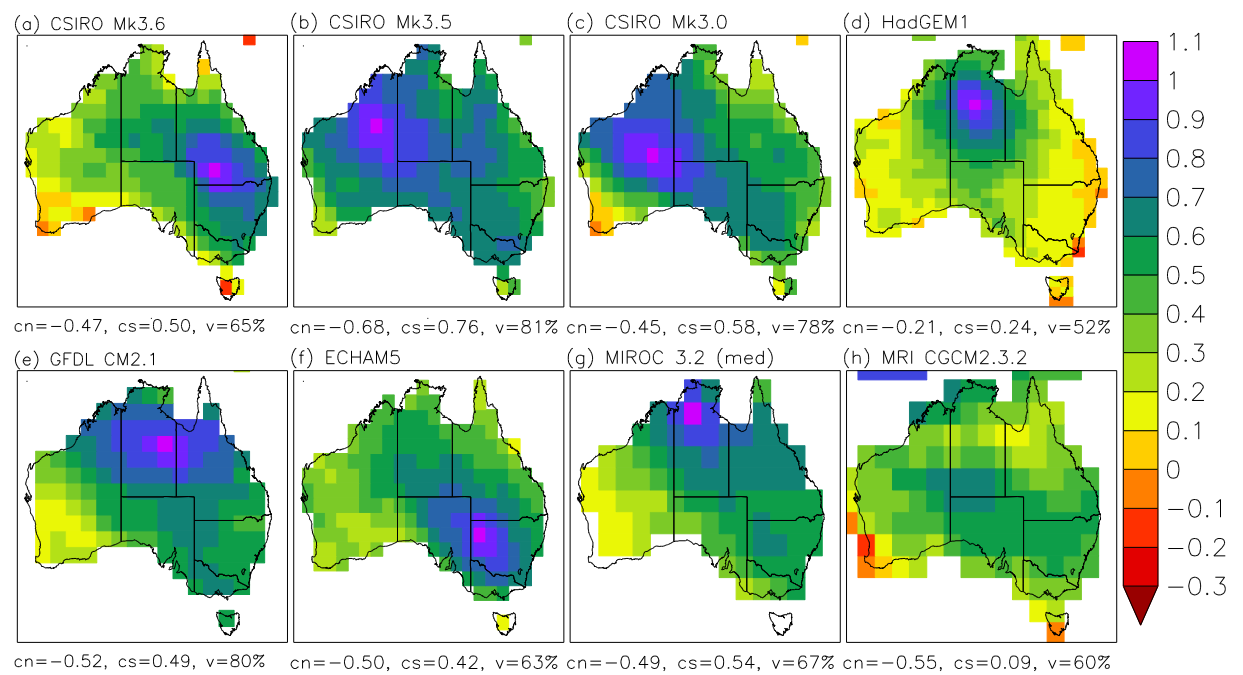 (a) CSIRO Mk3.6
(b) CSIRO Mk3.5
(c) CSIRO Mk3.0
(d) HadGEM1
cn=−0.47, cs=0.50, v=65%
cn=−0.68, cs=0.76, v=81%
cn=−0.45, cs=0.58, v=78%
cn=−0.21, cs=0.24, v=52%
(e) GFDL CM2.1
(f) ECHAM5
(g) MIROC 3.2 (med)
(h) MRI CGCM2.3.2
cn=−0.52, cs=0.49, v=80%
cn=−0.50, cs=0.42, v=63%
cn=−0.49, cs=0.54, v=67%
cn=−0.55, cs=0.09, v=60%
1.1
1
0.9
0.8
0.7
0.6
0.5
0.4
0.3
0.2
0.1
0
−0.1
−0.2
−0.3